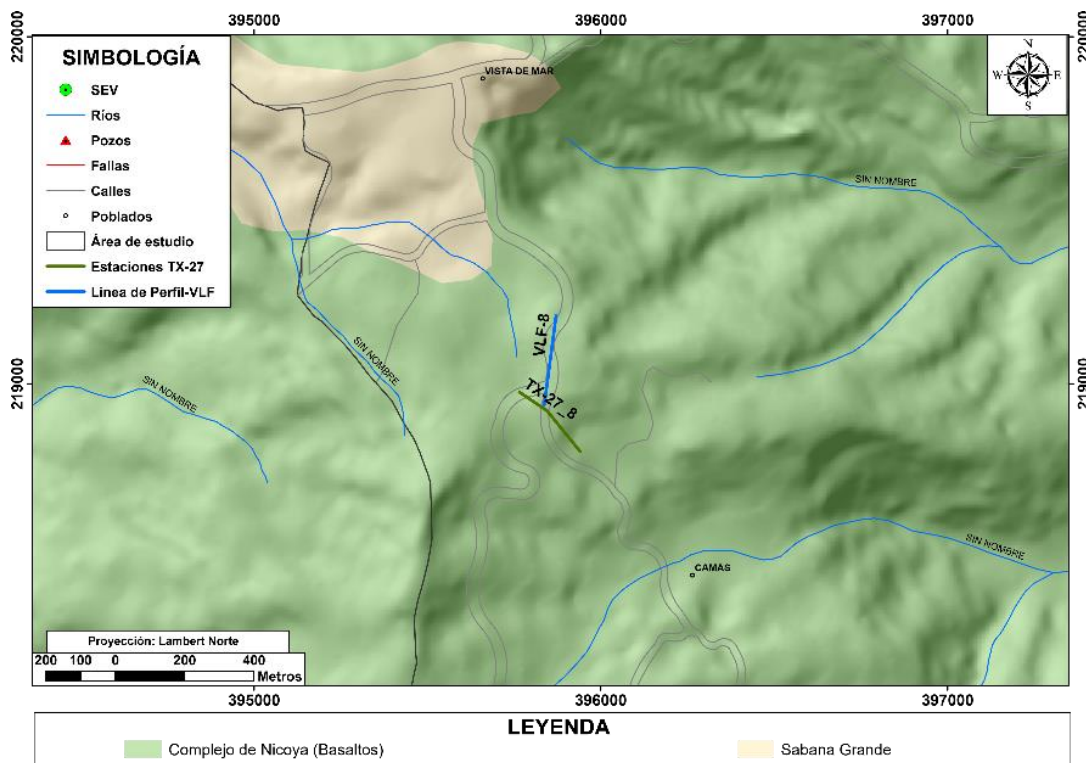 395000
396000
397000
220000
220000
SIMBOLOGÍA
SEV
Ríos
Pozos
Fallas
Calles
Poblados
Área de estudio
Estaciones TX-27
Linea de Perfil-VLF
N
W
E
S
VISTA DE MAR
SIN NOMBRE
VLF-8
SIN NOMBRE
SIN NOMBRE
TX-27_8
219000
219000
SIN NOMBRE
CAMAS
Proyección: Lambert Norte
200 100 0 200 400
Metros
395000
396000
397000
LEYENDA
Complejo de Nicoya (Basaltos)
Sabana Grande